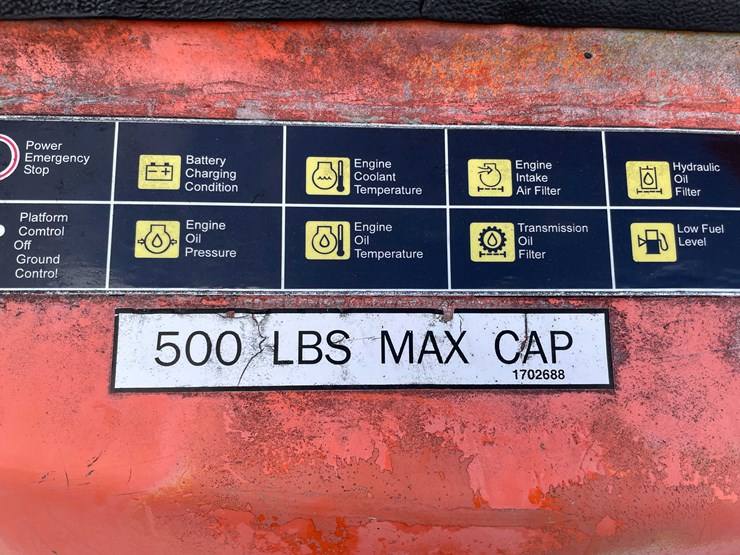 Power
Emergency
Stop
Battery
Charging
Condition
Engine
Coolant
Temperature
Engine
Intake
Air Filter
Hydraulic
Oil
Filter
Platform
Comtrol
Off
Ground
Control
Engine
Oil
Pressure
Engine
Oil
Temperature
Transmission
Oil
Filter
Low Fuel
Level
500 LBS MAX CAP
1702688